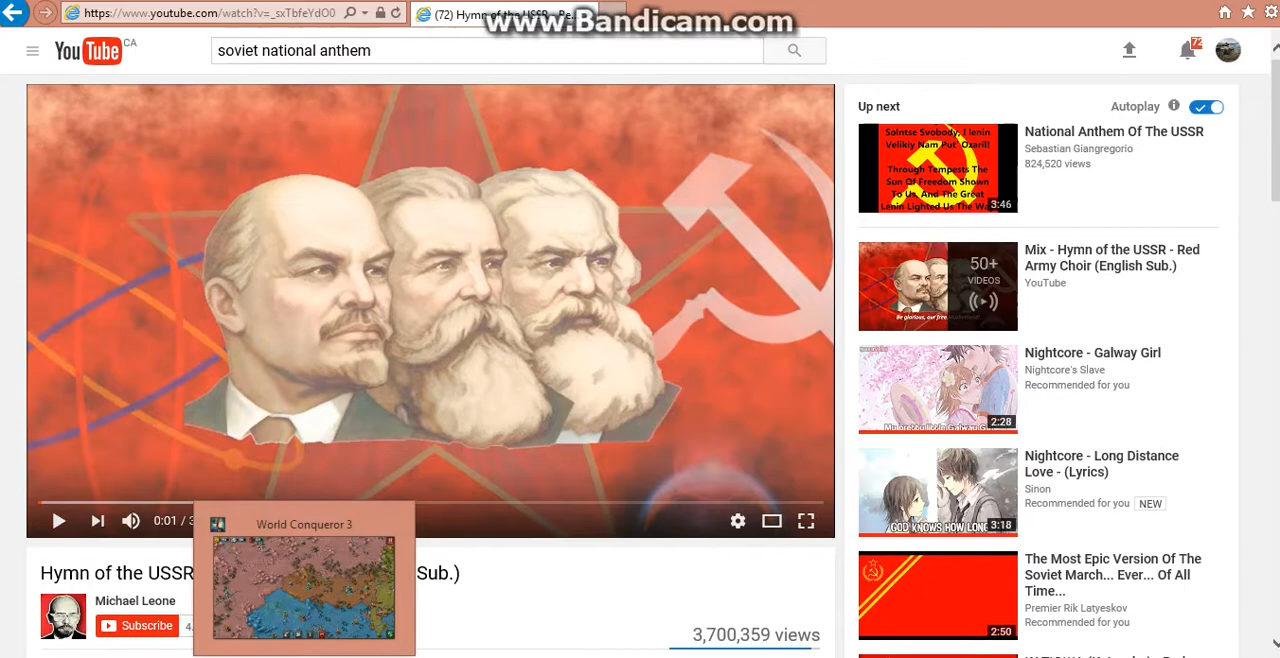 https://www.youtube.com/watch?v=_sxTbfeYdO0
(72) Hymn of the USSR - Re...
www.Bandicam.com
YouTube CA
soviet national anthem
72
Up next
Autoplay
Solntse Svobody, I lenin
Velikiy Nam Put' Ozaril!
Through Tempests The
Sun Of Freedom Shown
To Us, And The Great
Lenin Lighted Us The Wa
3:46
National Anthem Of The USSR
Sebastian Giangregorio
824,520 views
50+
VIDEOS
Be glorious, our free
Mix - Hymn of the USSR - Red
Army Choir (English Sub.)
YouTube
2:28
Nightcore - Galway Girl
Nightcore's Slave
Recommended for you
GOD KNOWS HOW LONG
3:18
Nightcore - Long Distance
Love - (Lyrics)
Sinon
Recommended for you NEW
2:50
The Most Epic Version Of The
Soviet March... Ever... Of All
Time...
Premier Rik Latyeskov
Recommended for you
0:01 / 3
World Conqueror 3
Hymn of the USSR
Sub.)
Michael Leone
Subscribe
4.
3,700,359 views